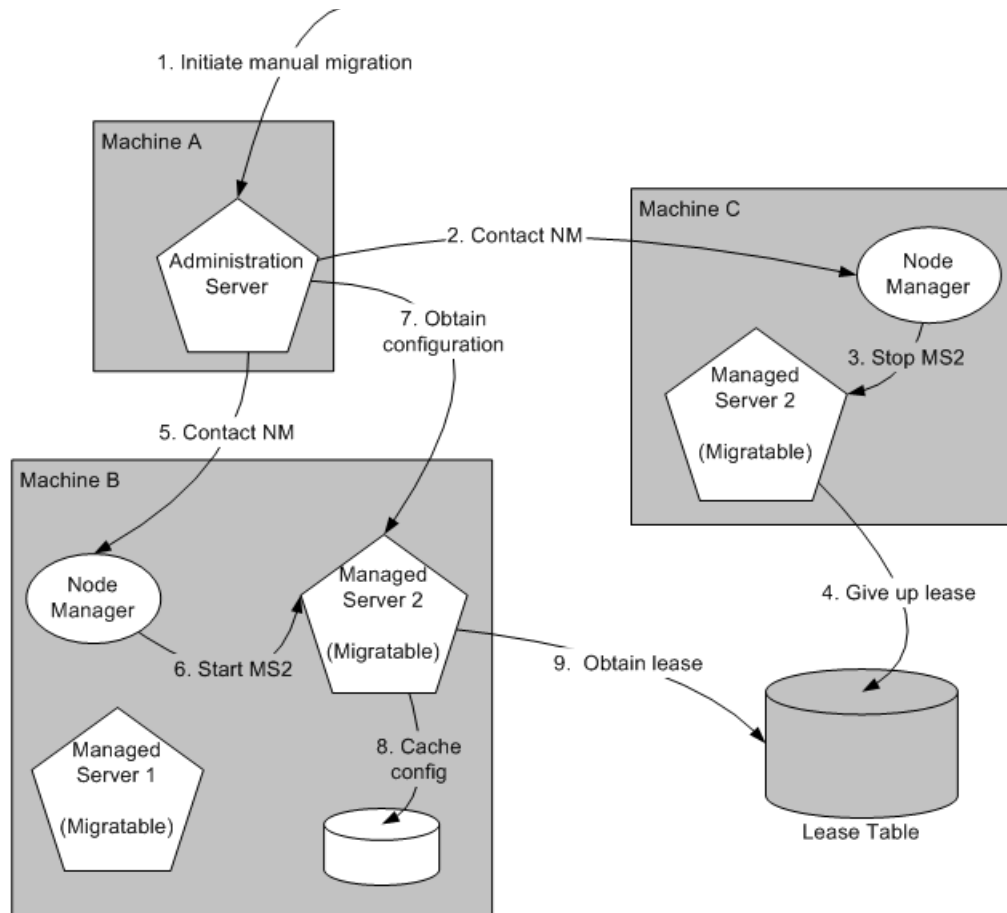 1. Initiate manual migration
Machine A
Administration
Server
2. Contact NM
Machine C
Node
Manager
3. Stop MS2
Managed
Server 2
(Migratable)
7. Obtain
configuration
5. Contact NM
Machine B
Node
Manager
6. Start MS2
Managed
Server 2
(Migratable)
4. Give up lease
9. Obtain lease
Managed
Server 1
(Migratable)
8. Cache
config
Lease Table